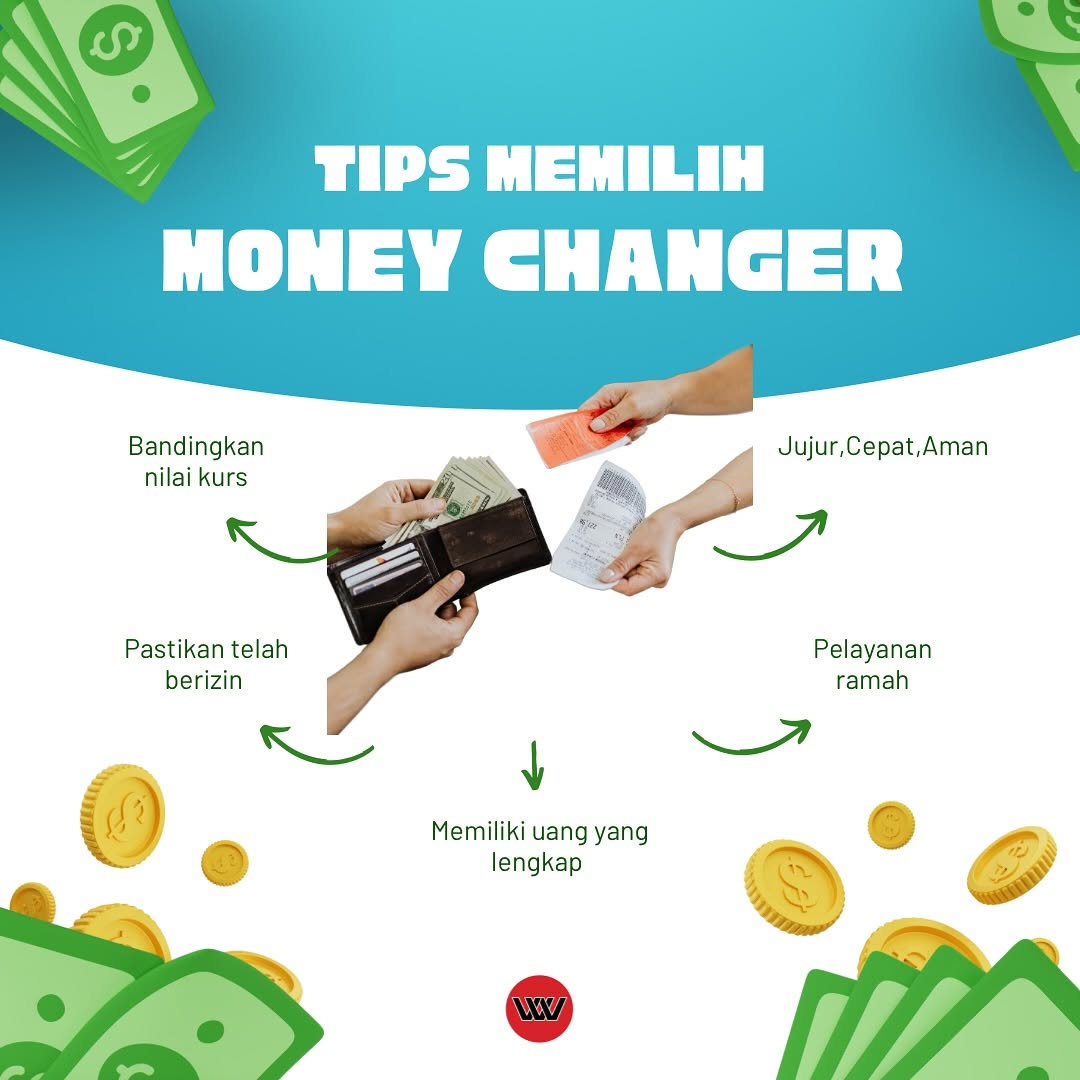 TIPS MEMILIH
MONEY CHANGER
Bandingkan
nilai kurs
Jujur,Cepat,Aman
Pastikan telah
berizin
Pelayanan
ramah
Memiliki uang yang
lengkap